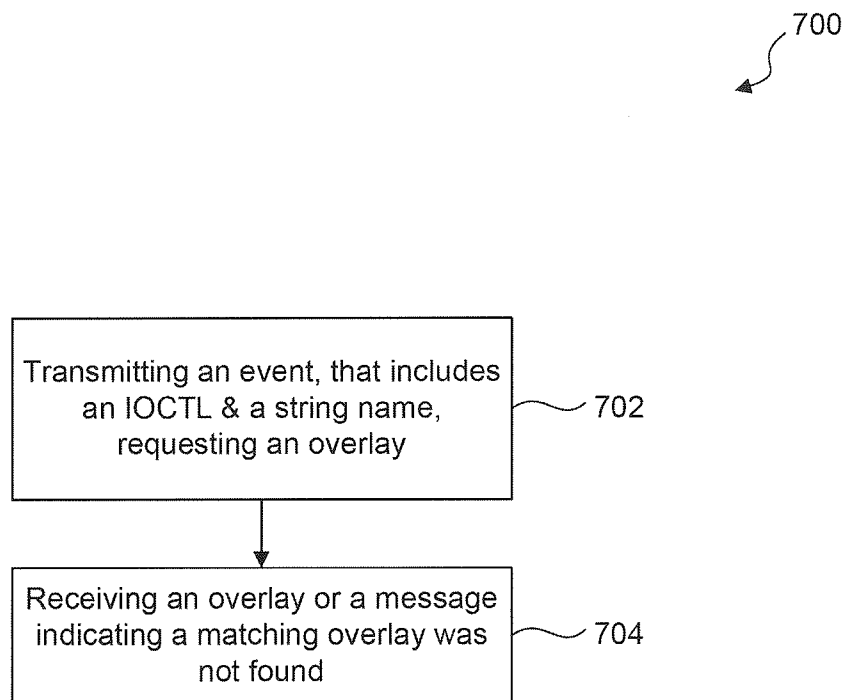 700
Transmitting an event, that includes
an IOCTL & a string name,
requesting an overlay
702
Receiving an overlay or a message
indicating a matching overlay was
not found
704